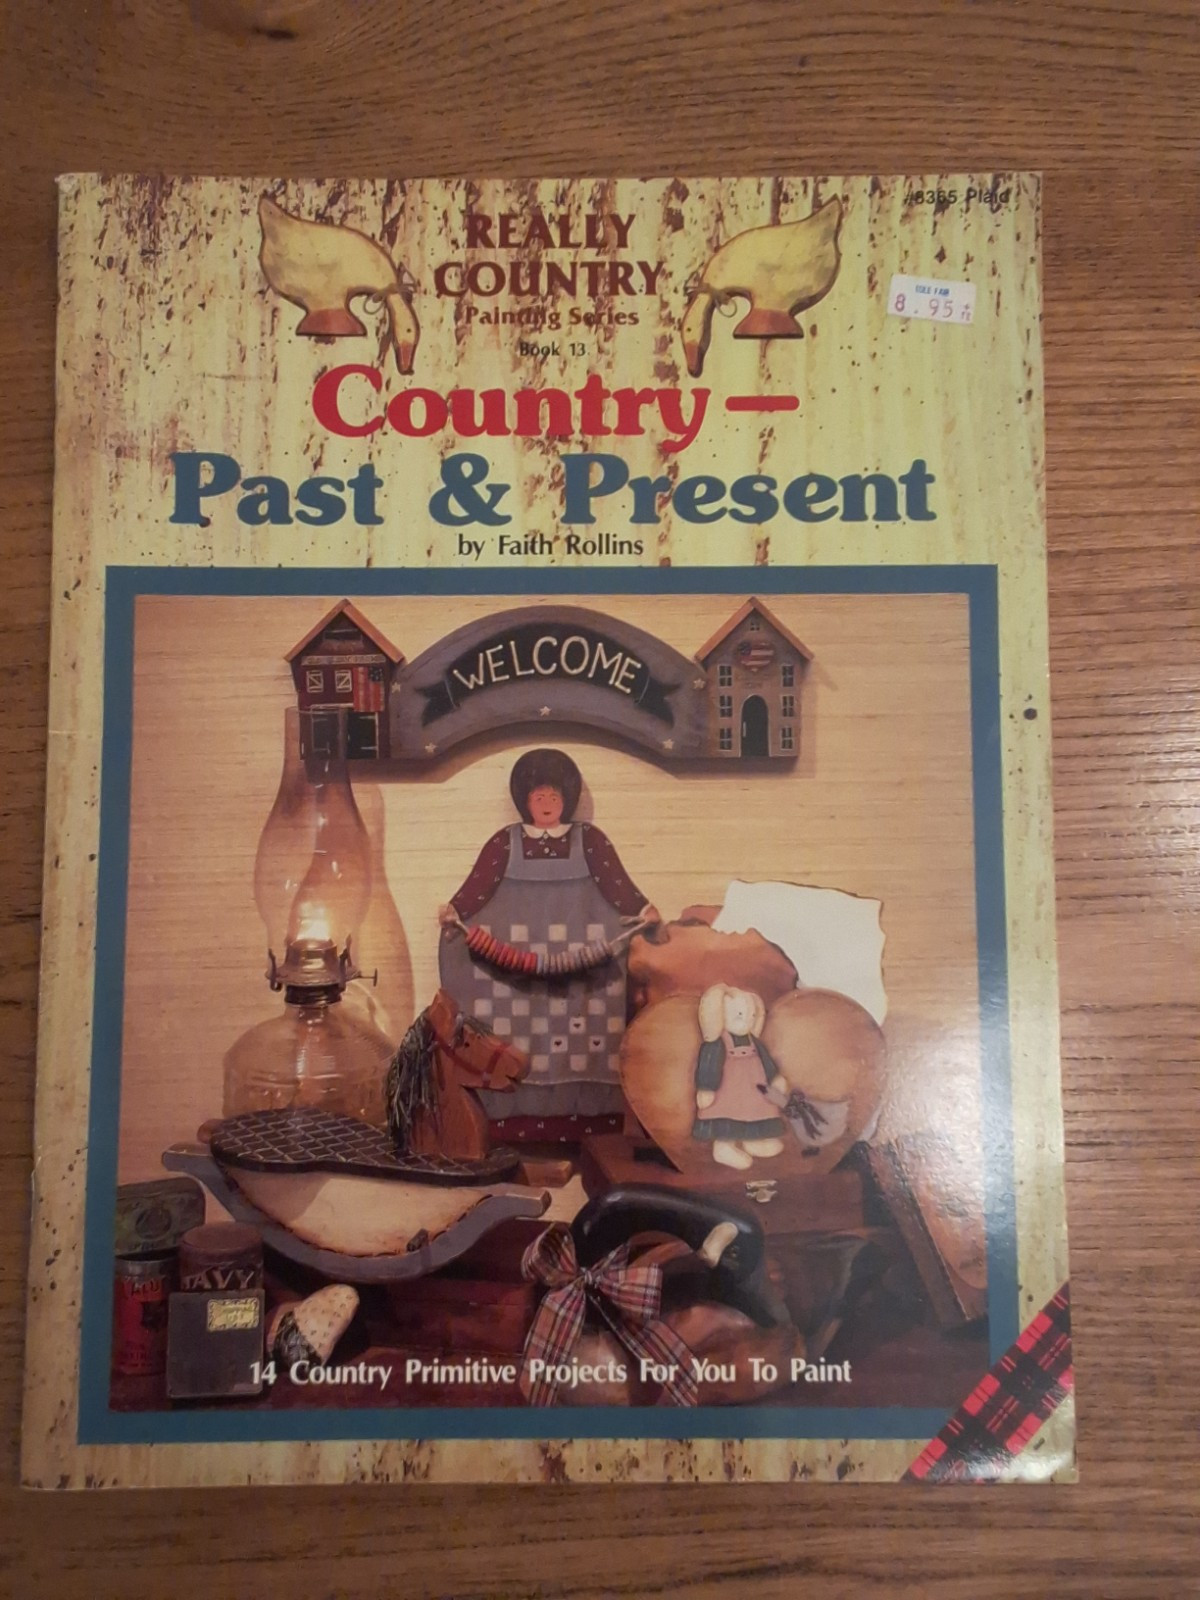 #8365 Plaid
REALLY
COUNTRY
Painting Series
Book 13
8.95
Country—
Past & Present
by Faith Rollins
WELCOME
NAVY
14 Country Primitive Projects For You To Paint